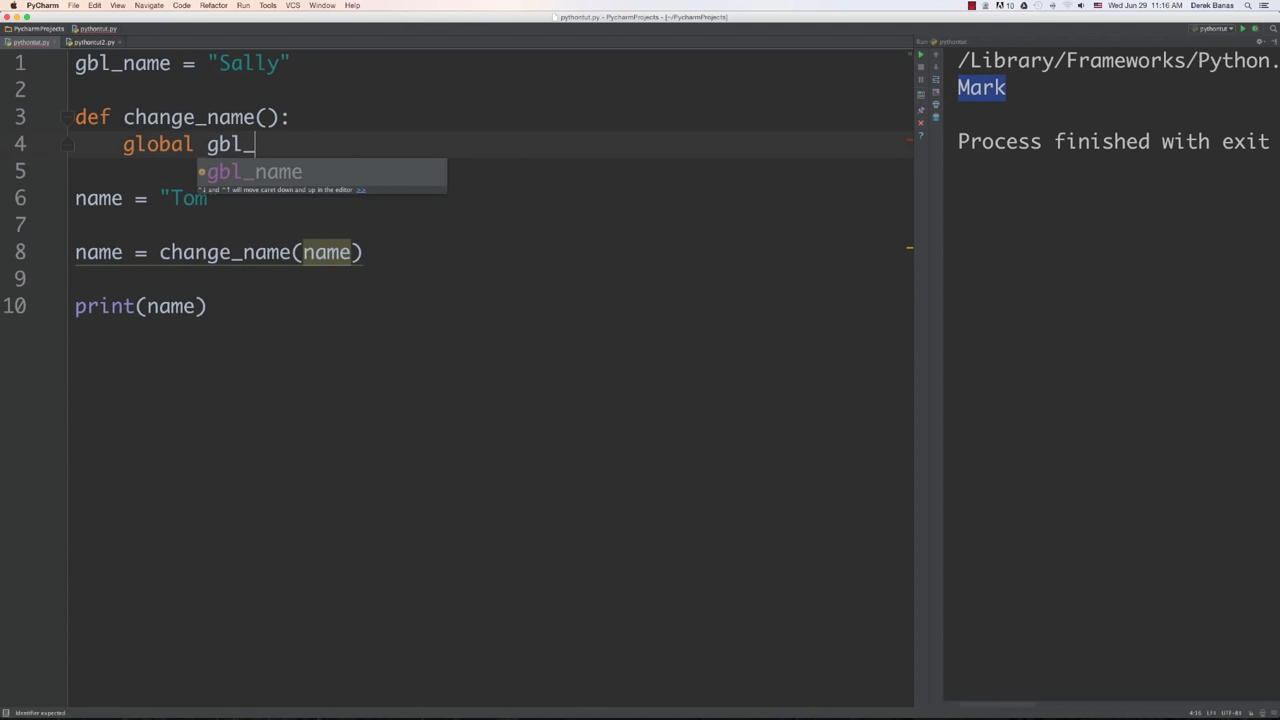 PyCharm File Edit View Navigate Code Refactor Run Tools VCS Window Help
10 Wed Jun 29 11:16 AM Derek Banas
pythontut.py - PycharmProjects - [~/PycharmProjects]
PycharmProjects pythontut.py
pythontut
pythontut.py pythontut2.py
Run pythontut
1 gbl_name = "Sally"
2
3 def change_name():
4 global gbl_
gbl_name
^↓ and ^↑ will move caret down and up in the editor >>
5
6 name = "Tom
7
8 name = change_name(name)
9
10 print(name)
/Library/Frameworks/Python.
Mark
Process finished with exit
Identifier expected
4:16 LF÷ UTF-8÷